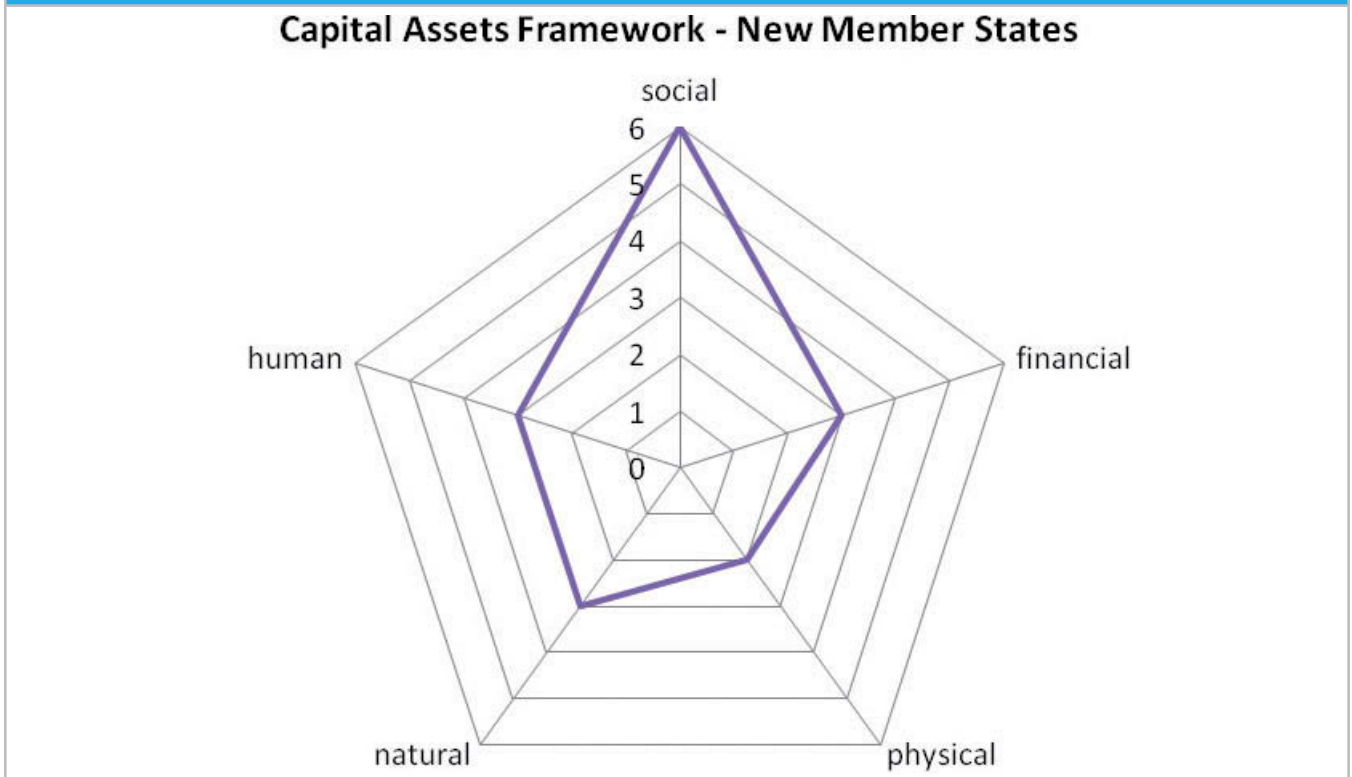 Capital Assets Framework - New Member States
social
6
5
4
3
2
1
0
human
financial
natural
physical